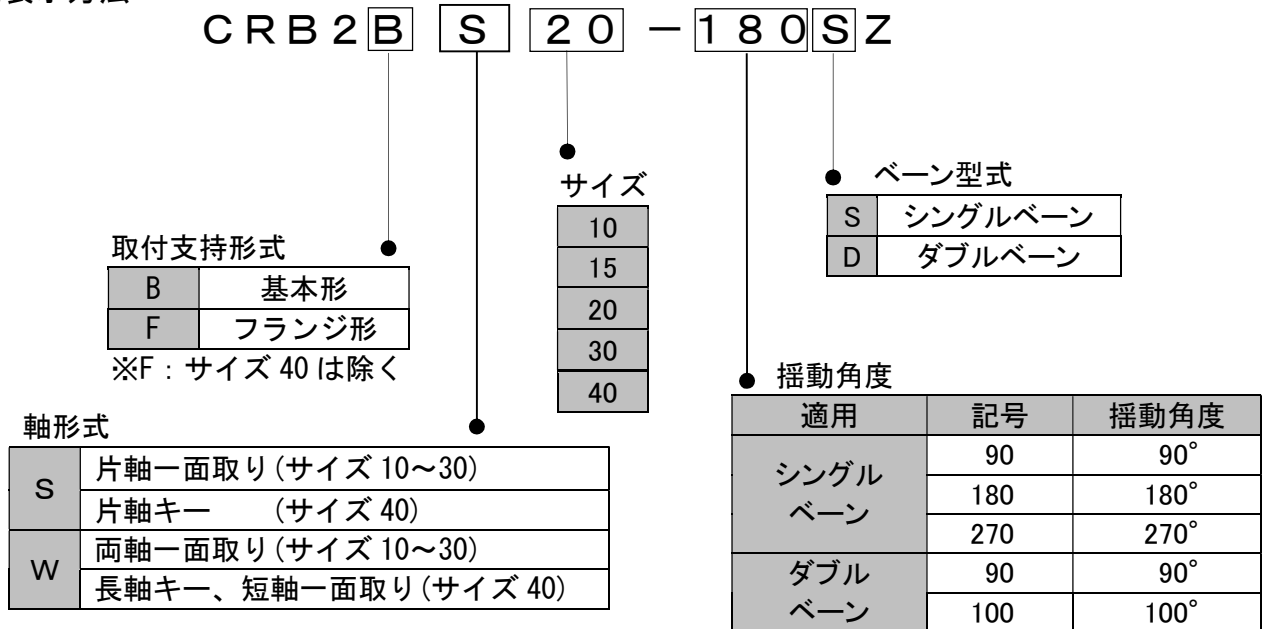 CRB2B S 20-180SZ
サイズ
10
15
20
30
40
ベーン型式
S シングルベーン
D ダブルベーン
取付支持形式
B 基本形
F フランジ形
※F：サイズ 40 は除く
軸形式
S 片軸一面取り(サイズ 10～30)
片軸キー (サイズ 40)
W 両軸一面取り(サイズ 10～30)
長軸キー、短軸一面取り(サイズ 40)
揺動角度
適用 記号 揺動角度
シングル
ベーン
90 90°
180 180°
270 270°
ダブル
ベーン
90 90°
100 100°